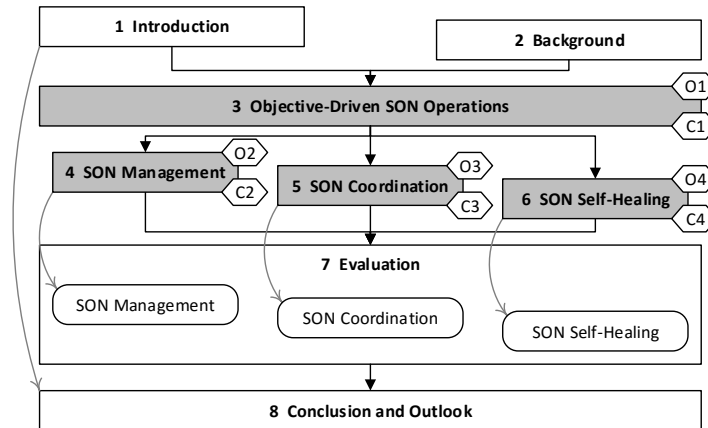 1 Introduction
2 Background
O1
3 Objective-Driven SON Operations
C1
O2
4 SON Management
C2
O3
5 SON Coordination
C3
O4
6 SON Self-Healing
C4
7 Evaluation
SON Management
SON Coordination
SON Self-Healing
8 Conclusion and Outlook